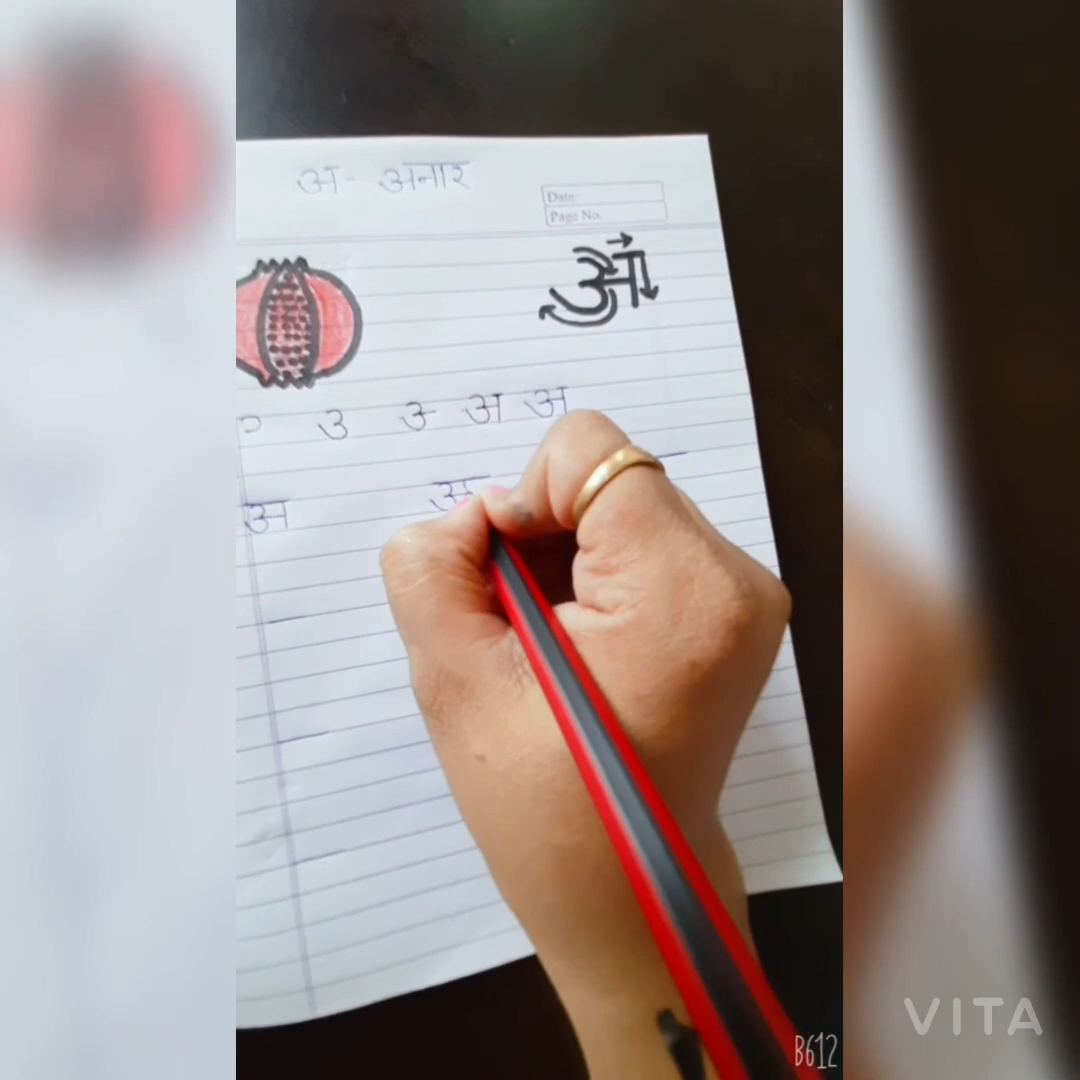 अ - अनार
Date:
Page No.
अ
उ उ अ अ
अ अ
VITA
B612